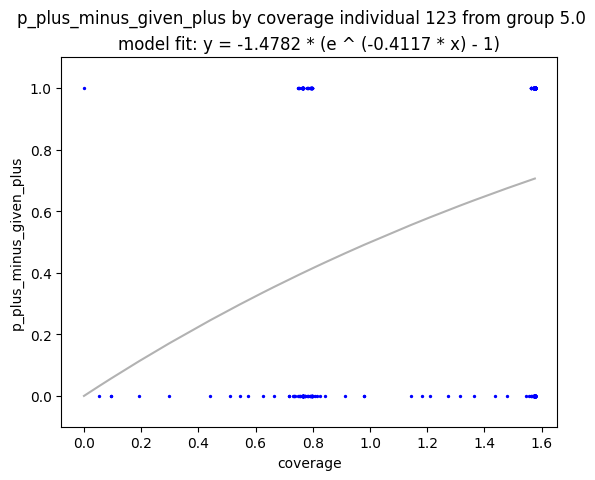 p_plus_minus_given_plus by coverage individual 123 from group 5.0
model fit: y = -1.4782 * (e ^ (-0.4117 * x) - 1)
p_plus_minus_given_plus
1.0
0.8
0.6
0.4
0.2
0.0
0.0 0.2 0.4 0.6 0.8 1.0 1.2 1.4 1.6
coverage